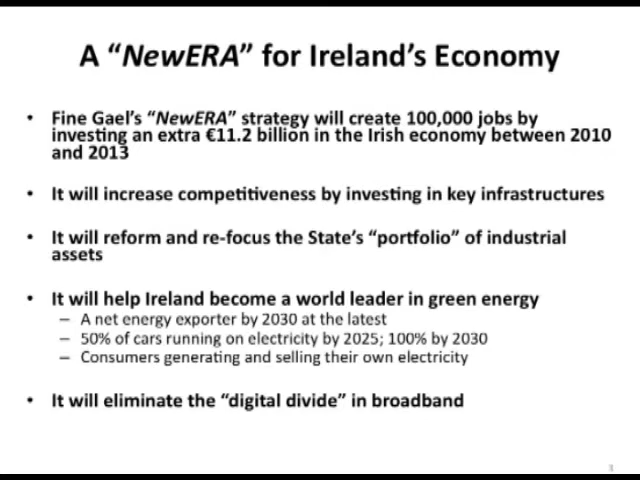 A “NewERA” for Ireland’s Economy
• Fine Gael’s “NewERA” strategy will create 100,000 jobs by
investing an extra €11.2 billion in the Irish economy between 2010
and 2013
• It will increase competitiveness by investing in key infrastructures
• It will reform and re-focus the State’s “portfolio” of industrial
assets
• It will help Ireland become a world leader in green energy
– A net energy exporter by 2030 at the latest
– 50% of cars running on electricity by 2025; 100% by 2030
– Consumers generating and selling their own electricity
• It will eliminate the “digital divide” in broadband